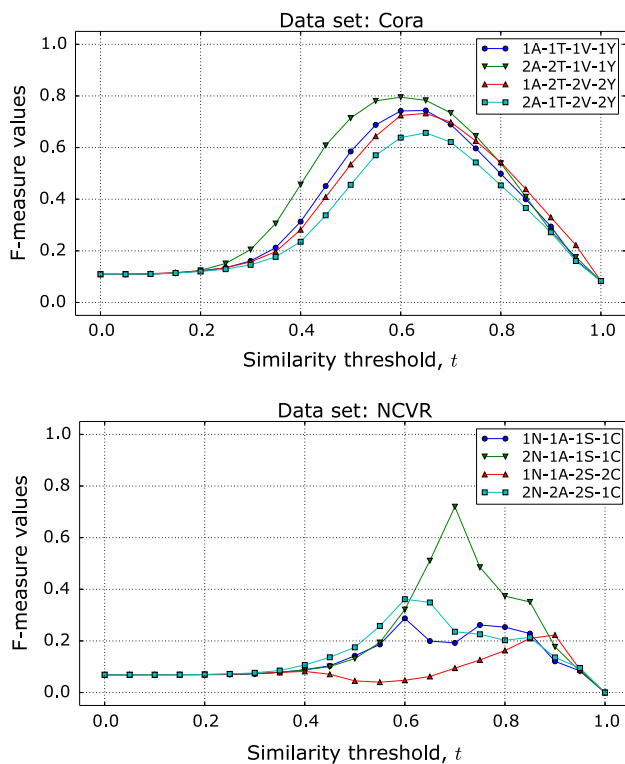 Data set: Cora
1.0
0.8
0.6
0.4
0.2
0.0
F-measure values
1A-1T-1V-1Y
2A-2T-1V-1Y
1A-2T-2V-2Y
2A-1T-2V-2Y
0.0 0.2 0.4 0.6 0.8 1.0
Similarity threshold, t
Data set: NCVR
1.0
0.8
0.6
0.4
0.2
0.0
F-measure values
1N-1A-1S-1C
2N-1A-1S-1C
1N-1A-2S-2C
2N-2A-2S-1C
0.0 0.2 0.4 0.6 0.8 1.0
Similarity threshold, t